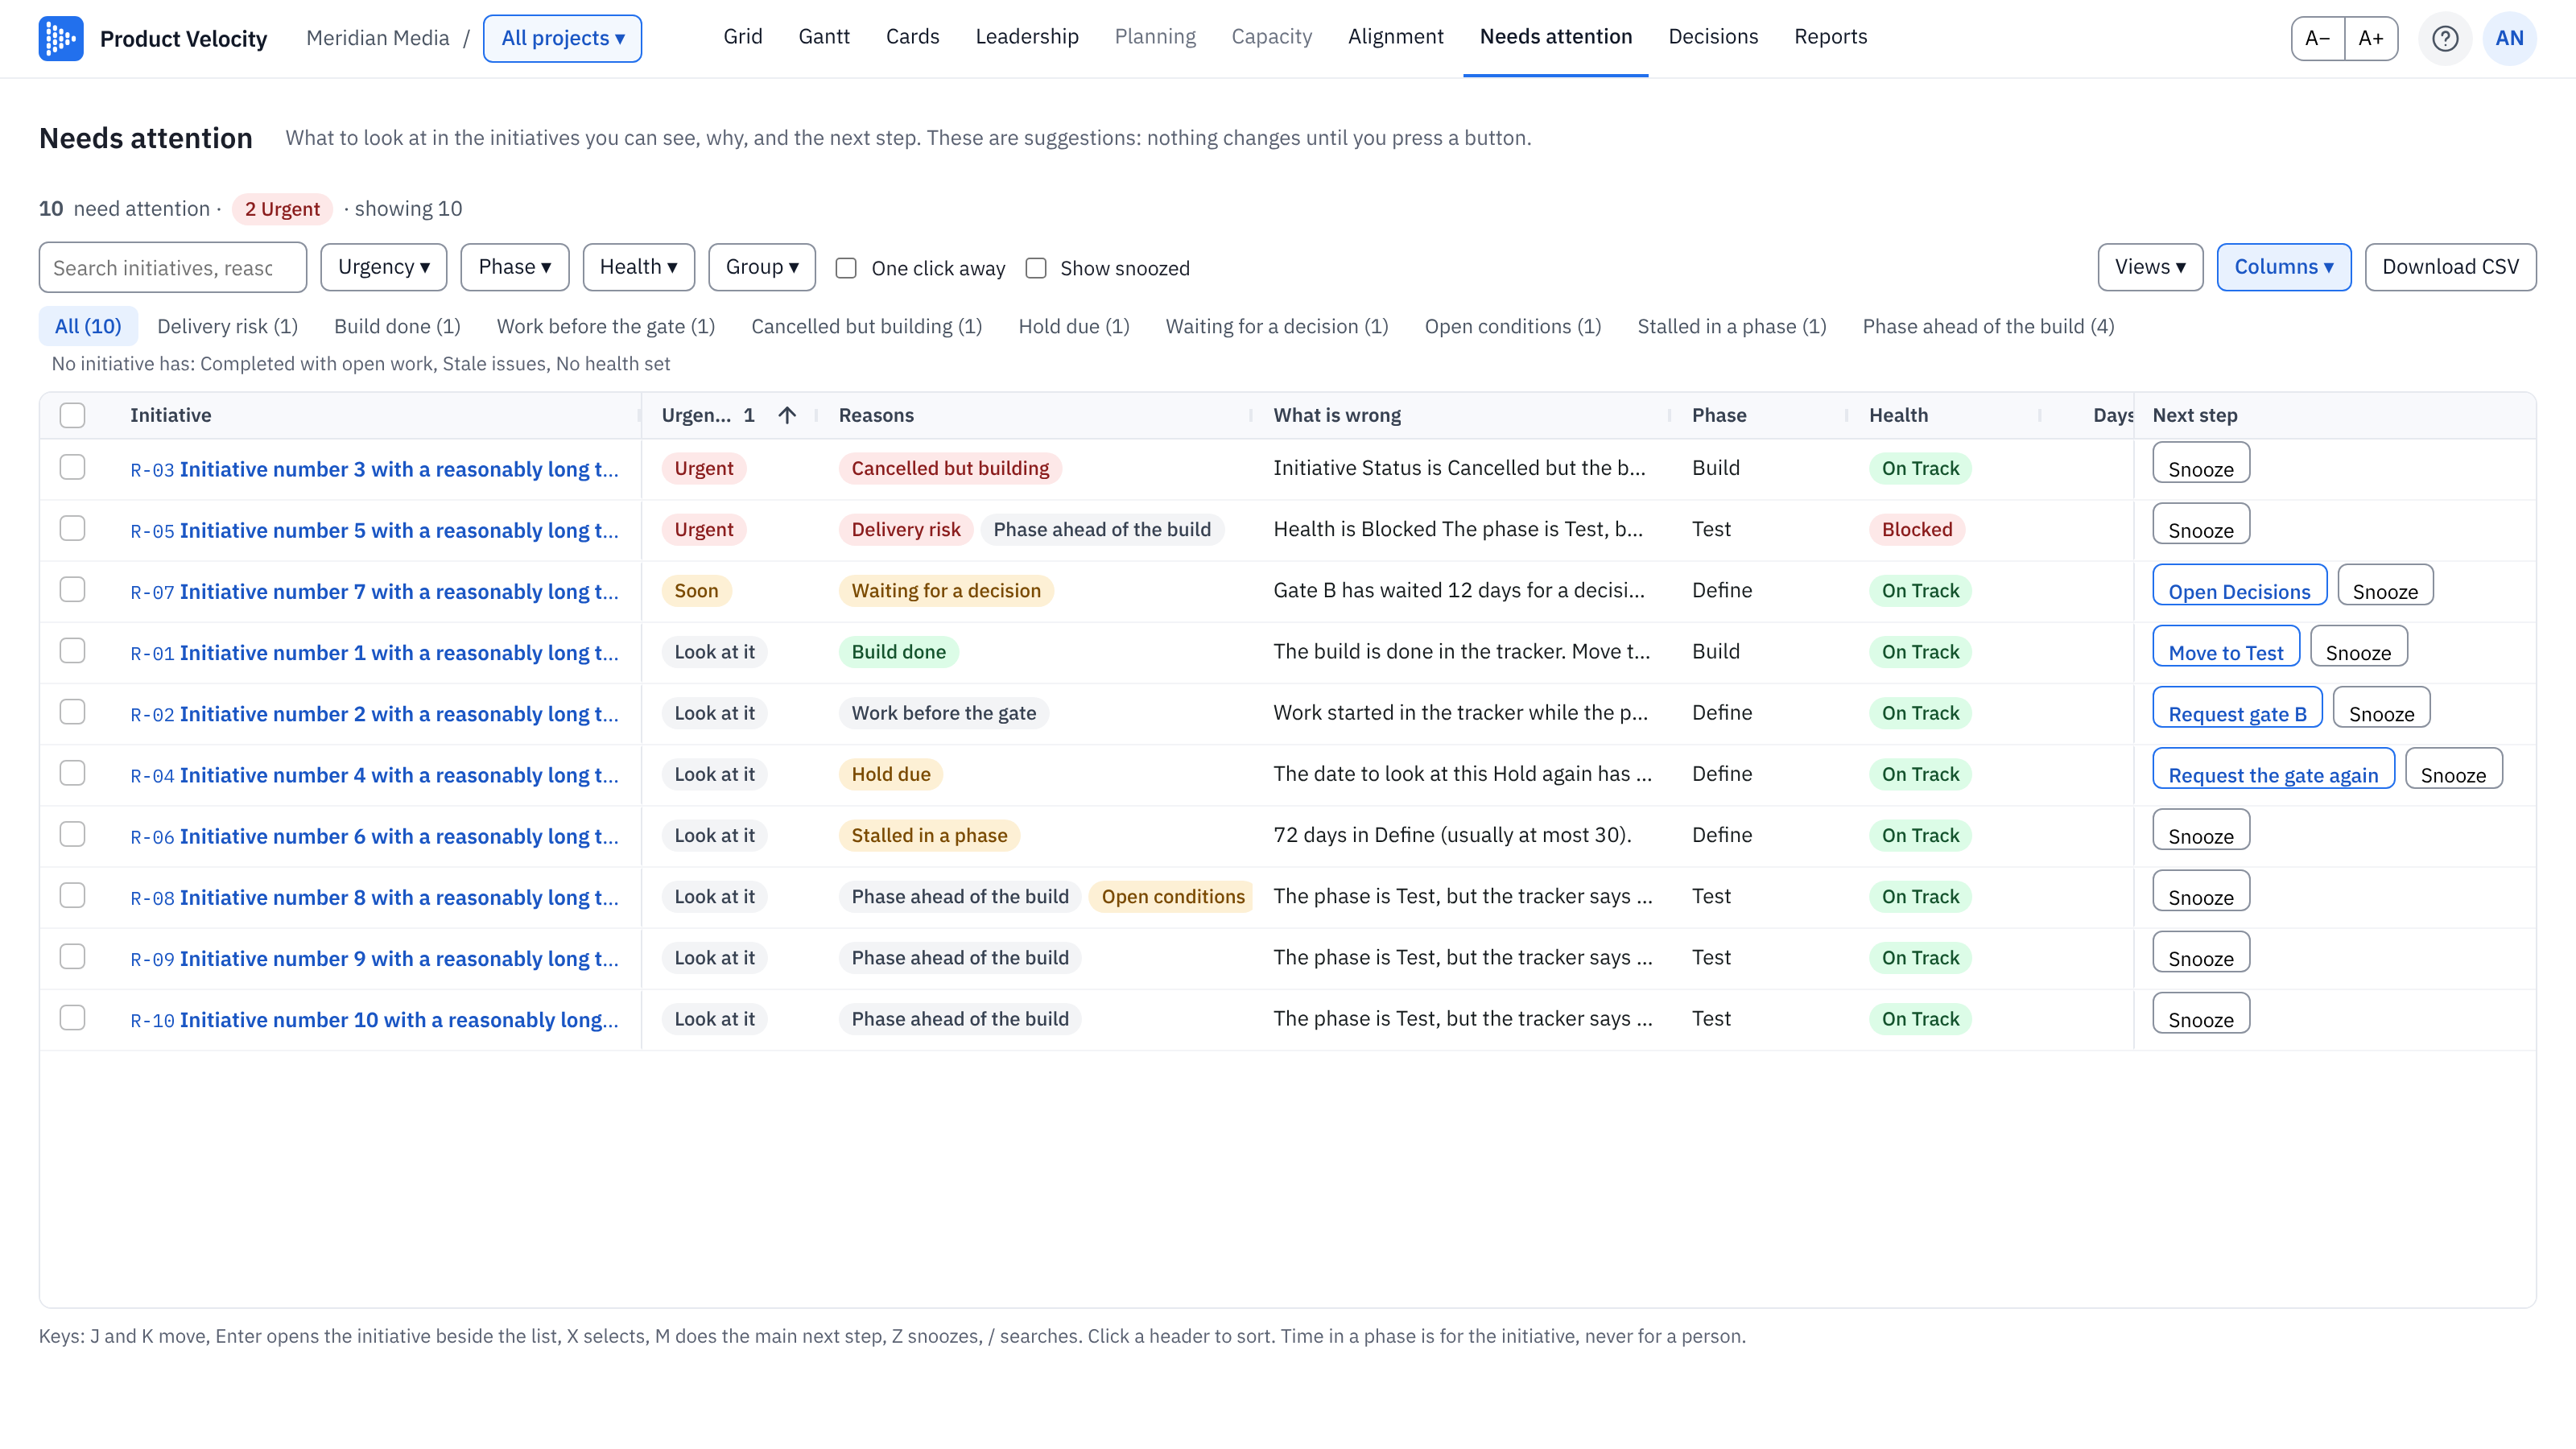 Product Velocity Meridian Media / All projects ▾ Grid Gantt Cards Leadership Planning Capacity Alignment Needs attention Decisions Reports A− A+ ? AN
Needs attention What to look at in the initiatives you can see, why, and the next step. These are suggestions: nothing changes until you press a button.
10 need attention · 2 Urgent · showing 10
Search initiatives, reasc Urgency ▾ Phase ▾ Health ▾ Group ▾ One click away Show snoozed Views ▾ Columns ▾ Download CSV
All (10) Delivery risk (1) Build done (1) Work before the gate (1) Cancelled but building (1) Hold due (1) Waiting for a decision (1) Open conditions (1) Stalled in a phase (1) Phase ahead of the build (4)
No initiative has: Completed with open work, Stale issues, No health set
Initiative Urgen... 1 ↑ Reasons What is wrong Phase Health Days Next step
R-03 Initiative number 3 with a reasonably long t... Urgent Cancelled but building Initiative Status is Cancelled but the b... Build On Track Snooze
R-05 Initiative number 5 with a reasonably long t... Urgent Delivery risk Phase ahead of the build Health is Blocked The phase is Test, b... Test Blocked Snooze
R-07 Initiative number 7 with a reasonably long t... Soon Waiting for a decision Gate B has waited 12 days for a decisi... Define On Track Open Decisions Snooze
R-01 Initiative number 1 with a reasonably long t... Look at it Build done The build is done in the tracker. Move t... Build On Track Move to Test Snooze
R-02 Initiative number 2 with a reasonably long t... Look at it Work before the gate Work started in the tracker while the p... Define On Track Request gate B Snooze
R-04 Initiative number 4 with a reasonably long t... Look at it Hold due The date to look at this Hold again has ... Define On Track Request the gate again Snooze
R-06 Initiative number 6 with a reasonably long t... Look at it Stalled in a phase 72 days in Define (usually at most 30). Define On Track Snooze
R-08 Initiative number 8 with a reasonably long t... Look at it Phase ahead of the build Open conditions The phase is Test, but the tracker says ... Test On Track Snooze
R-09 Initiative number 9 with a reasonably long t... Look at it Phase ahead of the build The phase is Test, but the tracker says ... Test On Track Snooze
R-10 Initiative number 10 with a reasonably long... Look at it Phase ahead of the build The phase is Test, but the tracker says ... Test On Track Snooze
Keys: J and K move, Enter opens the initiative beside the list, X selects, M does the main next step, Z snoozes, / searches. Click a header to sort. Time in a phase is for the initiative, never for a person.